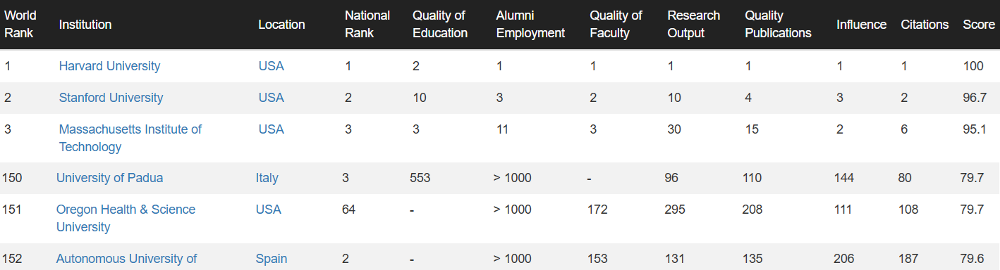 World Rank Institution Location National Rank Quality of Education Alumni Employment Quality of Faculty Research Output Quality Publications Influence Citations Score
1 Harvard University USA 1 2 1 1 1 1 1 1 100
2 Stanford University USA 2 10 3 2 10 4 3 2 96.7
3 Massachusetts Institute of Technology USA 3 3 11 3 30 15 2 6 95.1
150 University of Padua Italy 3 553 > 1000 - 96 110 144 80 79.7
151 Oregon Health & Science University USA 64 - > 1000 172 295 208 111 108 79.7
152 Autonomous University of Spain 2 - > 1000 153 131 135 206 187 79.6